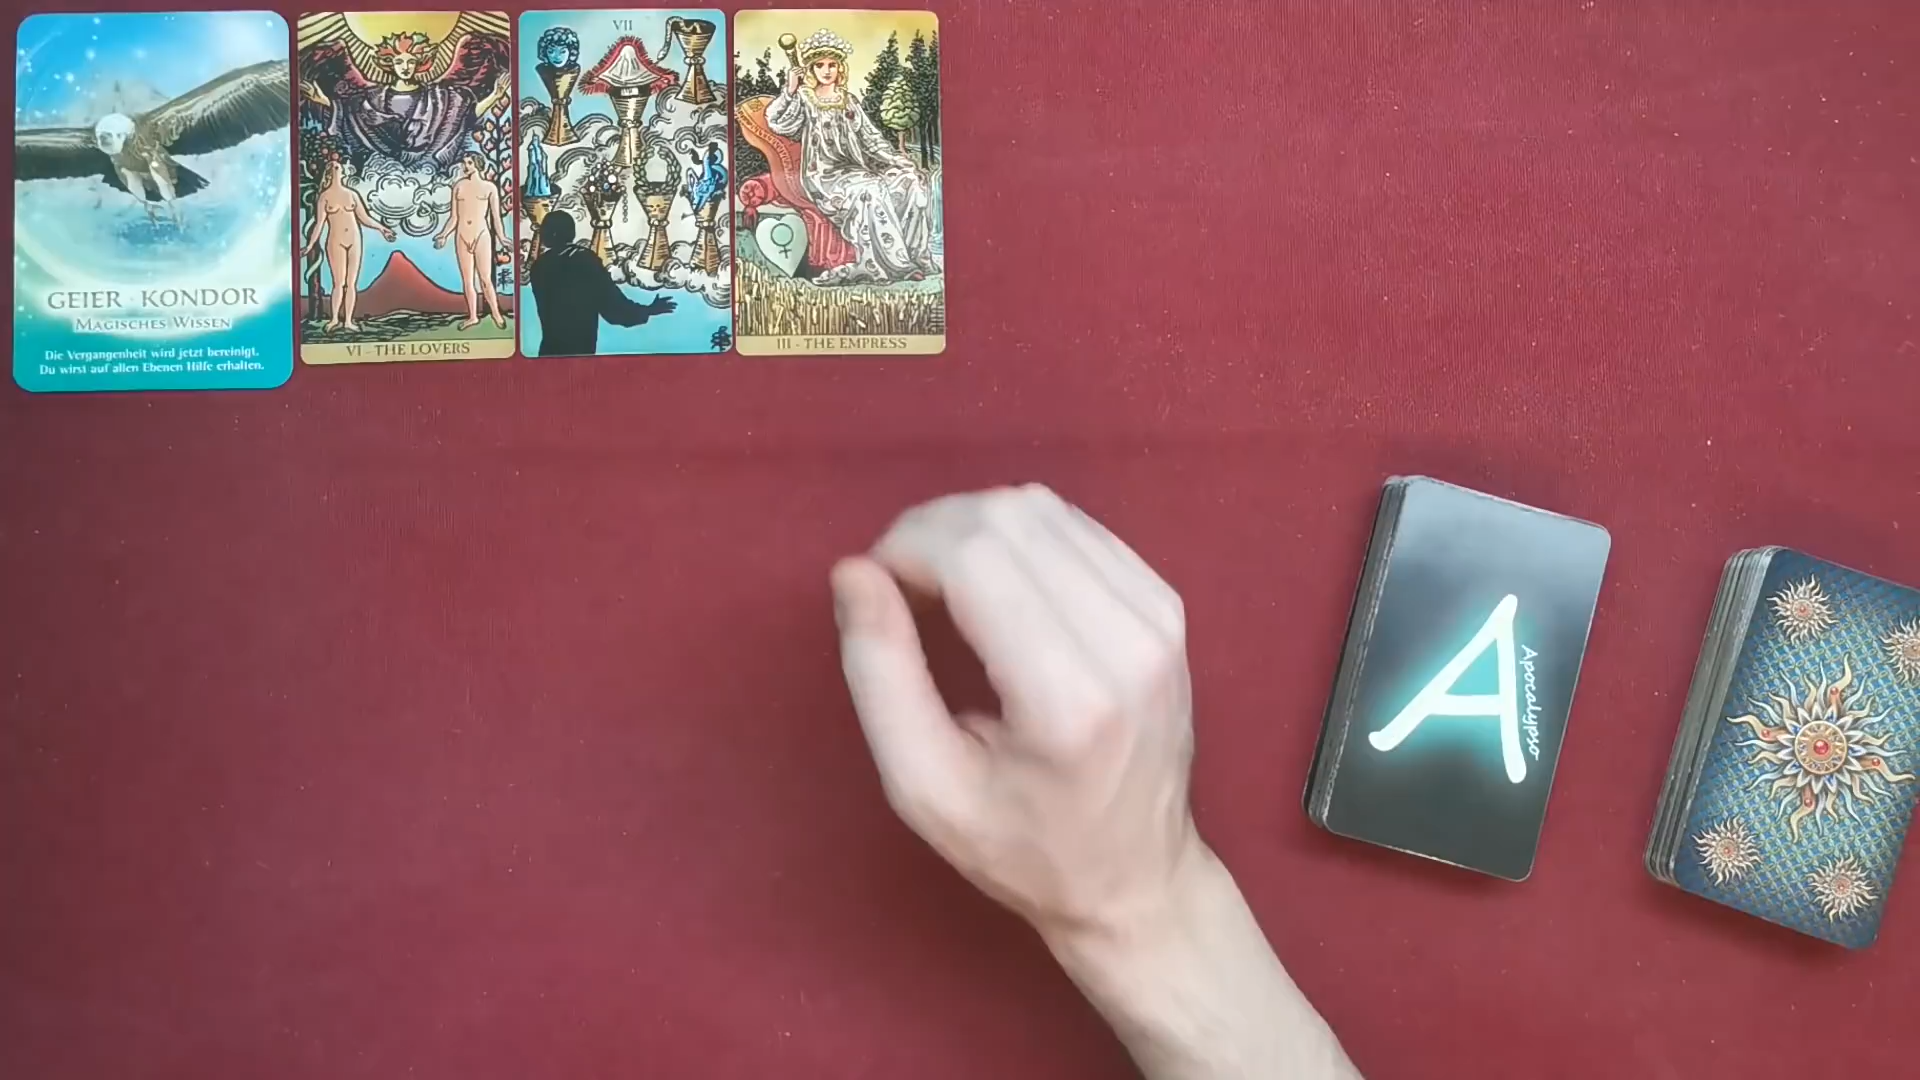 GEIER · KONDOR
MAGISCHES WISSEN
Die Vergangenheit wird jetzt bereinigt.
Du wirst auf allen Ebenen Hilfe erhalten.
VI - THE LOVERS
VII
III - THE EMPRESS
A
Apocalypso